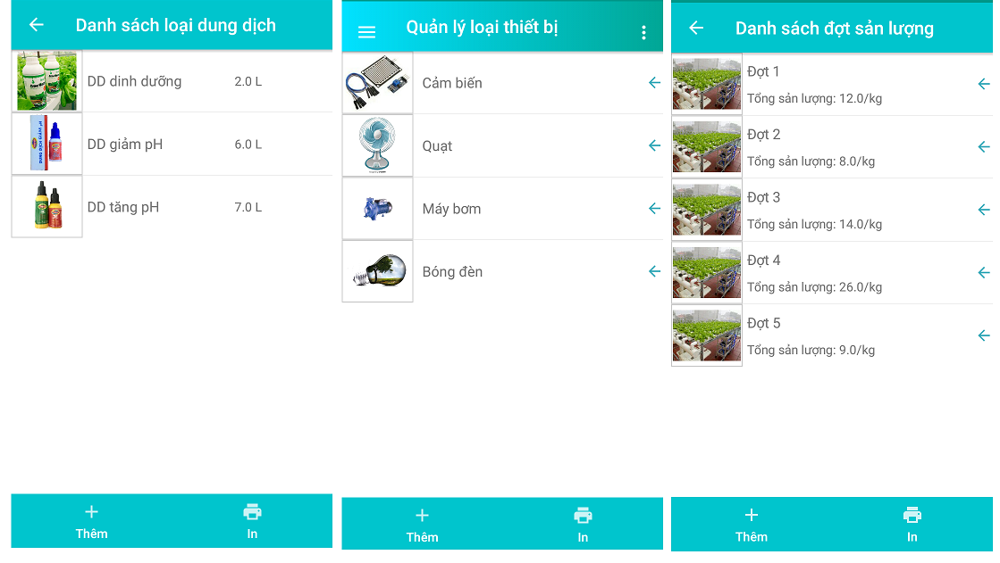 Danh sách loại dung dịch
DD dinh dưỡng 2.0 L
DD giảm pH 6.0 L
DUNG DỊCH GIẢM pH
DD tăng pH 7.0 L
Thêm
In
Quản lý loại thiết bị
Cảm biến
Quạt
Máy bơm
Bóng đèn
Thêm
In
Danh sách đợt sản lượng
Đợt 1
Tổng sản lượng: 12.0/kg
Đợt 2
Tổng sản lượng: 8.0/kg
Đợt 3
Tổng sản lượng: 14.0/kg
Đợt 4
Tổng sản lượng: 26.0/kg
Đợt 5
Tổng sản lượng: 9.0/kg
Thêm
In